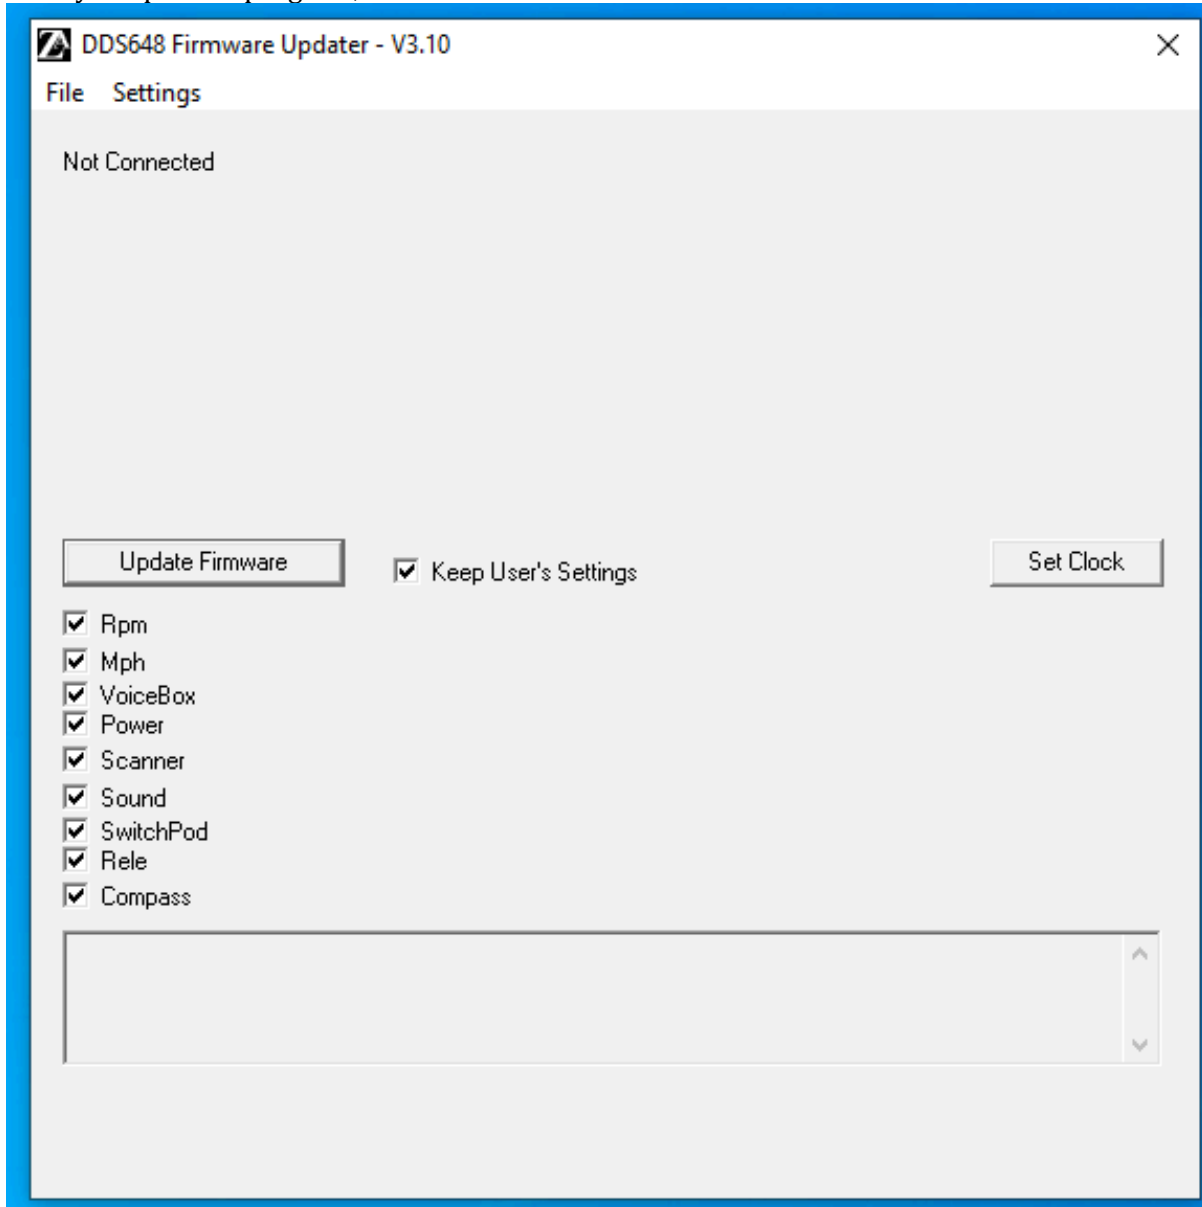 DDS648 Firmware Updater - V3.10
File Settings
Not Connected
Update Firmware
Keep User's Settings
Set Clock
Rpm
Mph
VoiceBox
Power
Scanner
Sound
SwitchPod
Rele
Compass